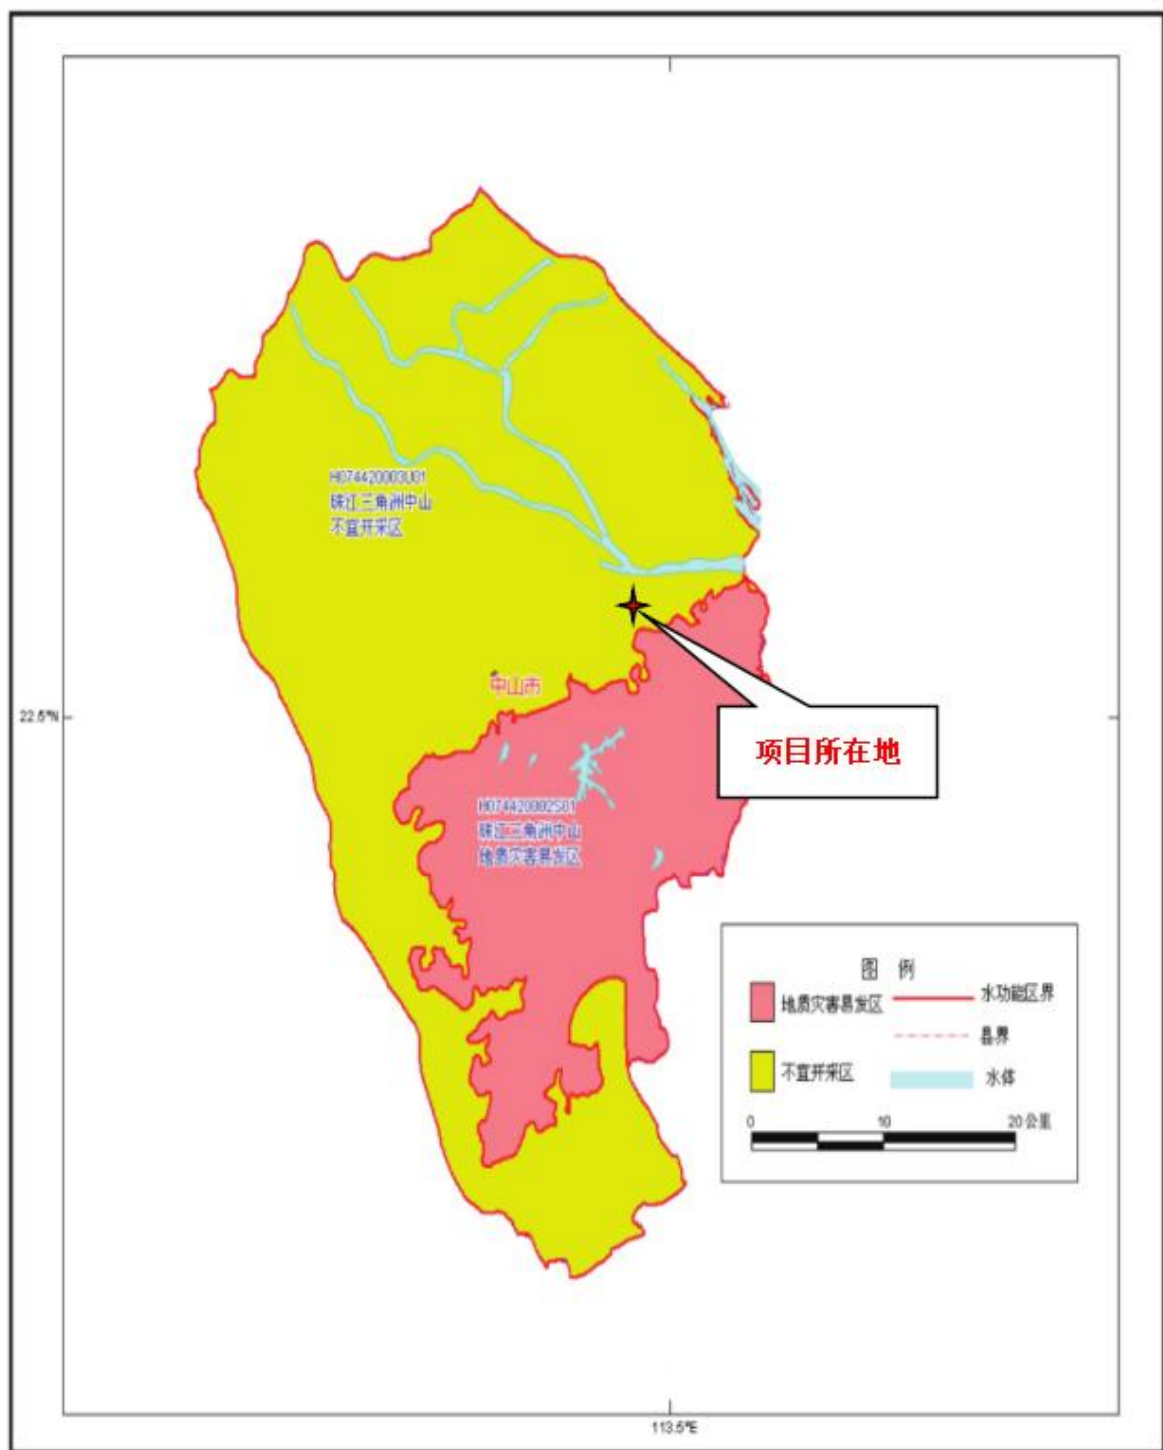 H074420003U01
珠江三角洲中山
不宜开采区
中山市
22.5°N
项目所在地
H074420002S01
珠江三角洲中山
地质灾害易发区
图 例
地质灾害易发区
水功能区界
县界
不宜开采区
水体
0 10 20公里
113.5°E